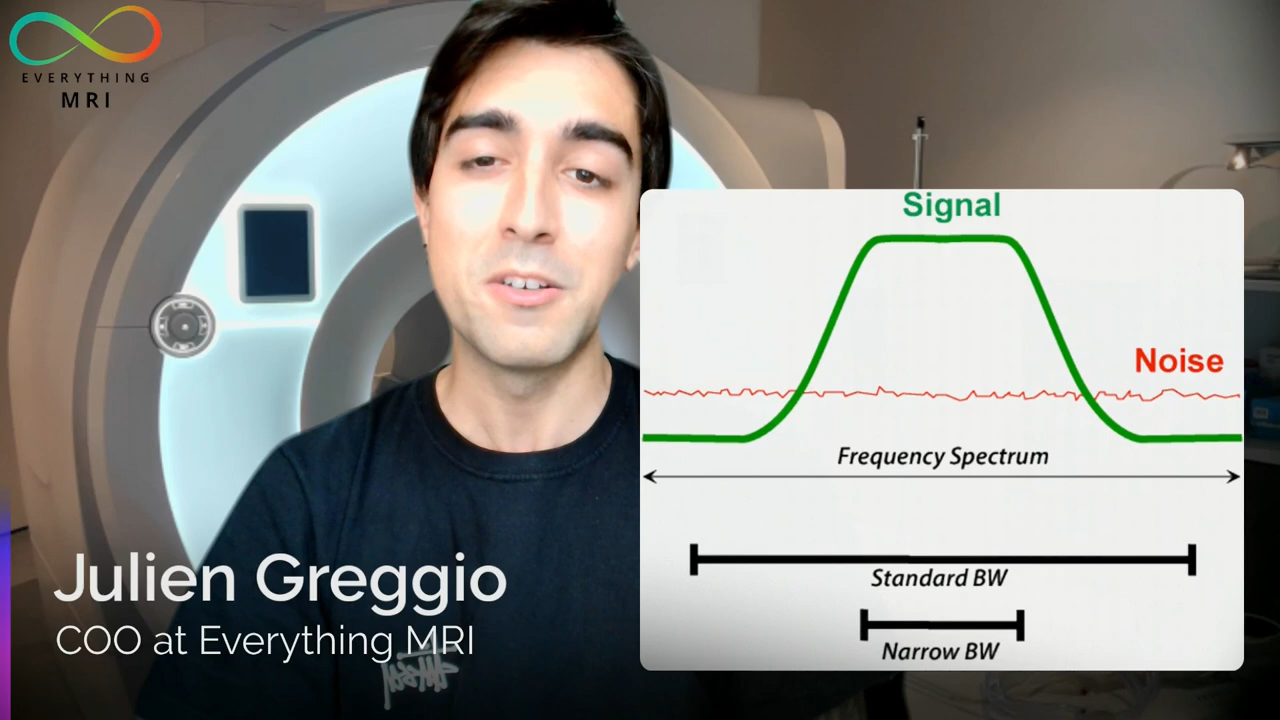 EVERYTHING
MRI
Signal
Noise
Frequency Spectrum
Standard BW
Narrow BW
Julien Greggio
COO at Everything MRI